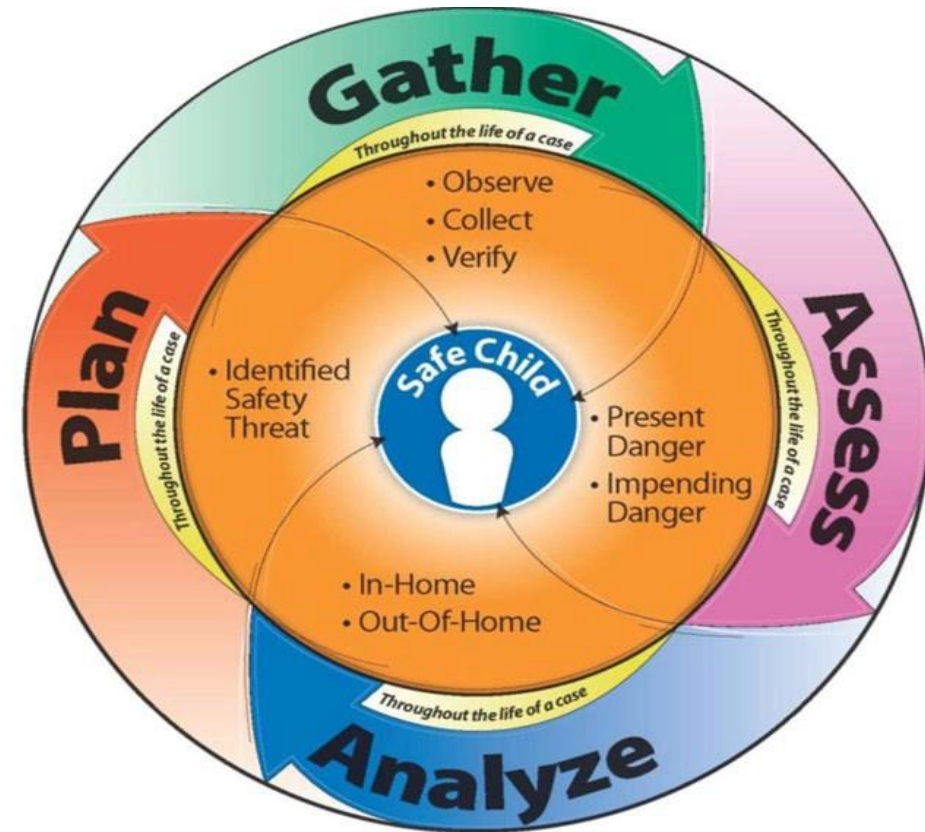 Gather
Throughout the life of a case
• Observe
• Collect
• Verify
Assess
Throughout the life of a case
• Present
Danger
• Impending
Danger
Analyze
Throughout the life of a case
• In-Home
• Out-Of-Home
Plan
Throughout the life of a case
• Identified
Safety
Threat
Safe Child